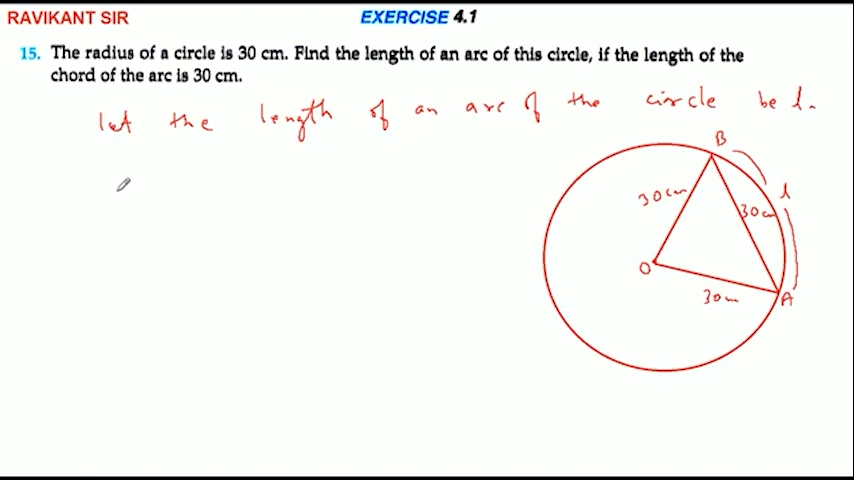 RAVIKANT SIR
EXERCISE 4.1
15. The radius of a circle is 30 cm. Find the length of an arc of this circle, if the length of the
chord of the arc is 30 cm.
let the length of an arc of the circle be l.
B
30cm
l
30cm
O
30cm
A